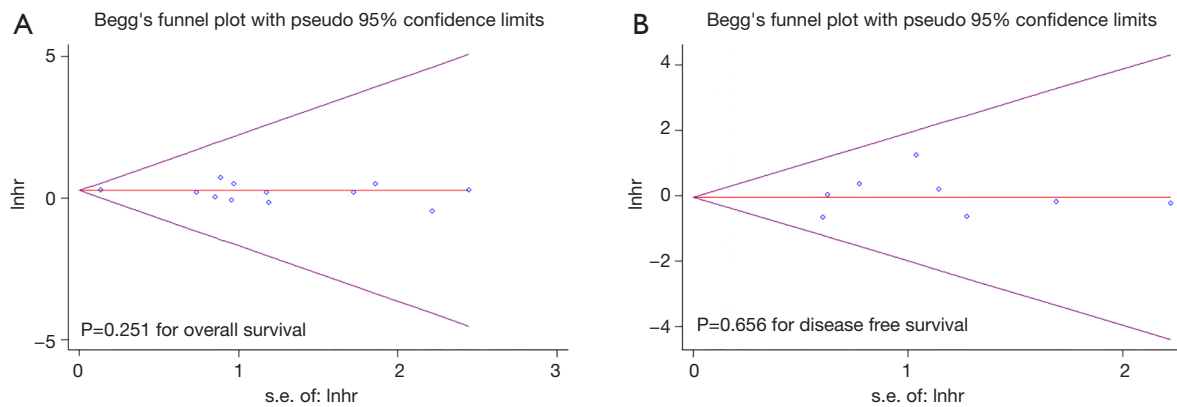 A
Begg's funnel plot with pseudo 95% confidence limits
5
0
–5
lnhr
P=0.251 for overall survival
0 1 2 3
s.e. of: lnhr
B
Begg's funnel plot with pseudo 95% confidence limits
4
2
0
–2
–4
lnhr
P=0.656 for disease free survival
0 1 2
s.e. of: lnhr